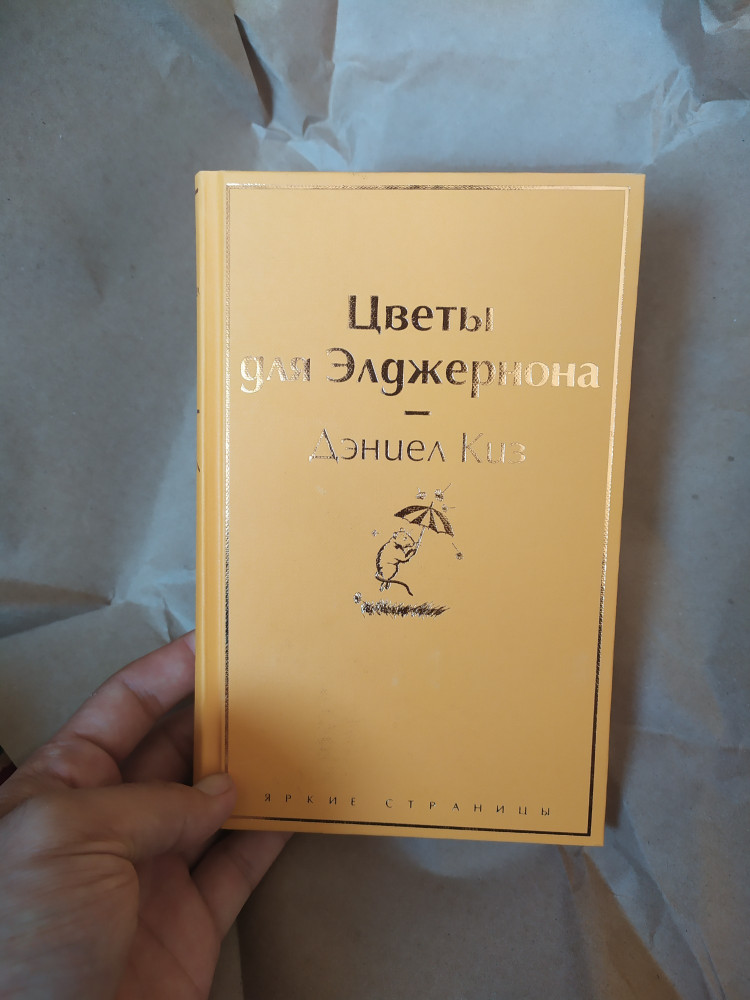 Цветы
для Элджернона
–
Дэниел Киз
ЯРКИЕ СТРАНИЦЫ